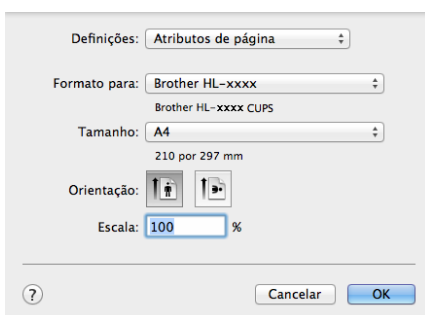 Definições: Atributos de página
Formato para: Brother HL-xxxx
Brother HL-xxxx CUPS
Tamanho: A4
210 por 297 mm
Orientação:
Escala: 100 %
? Cancelar OK